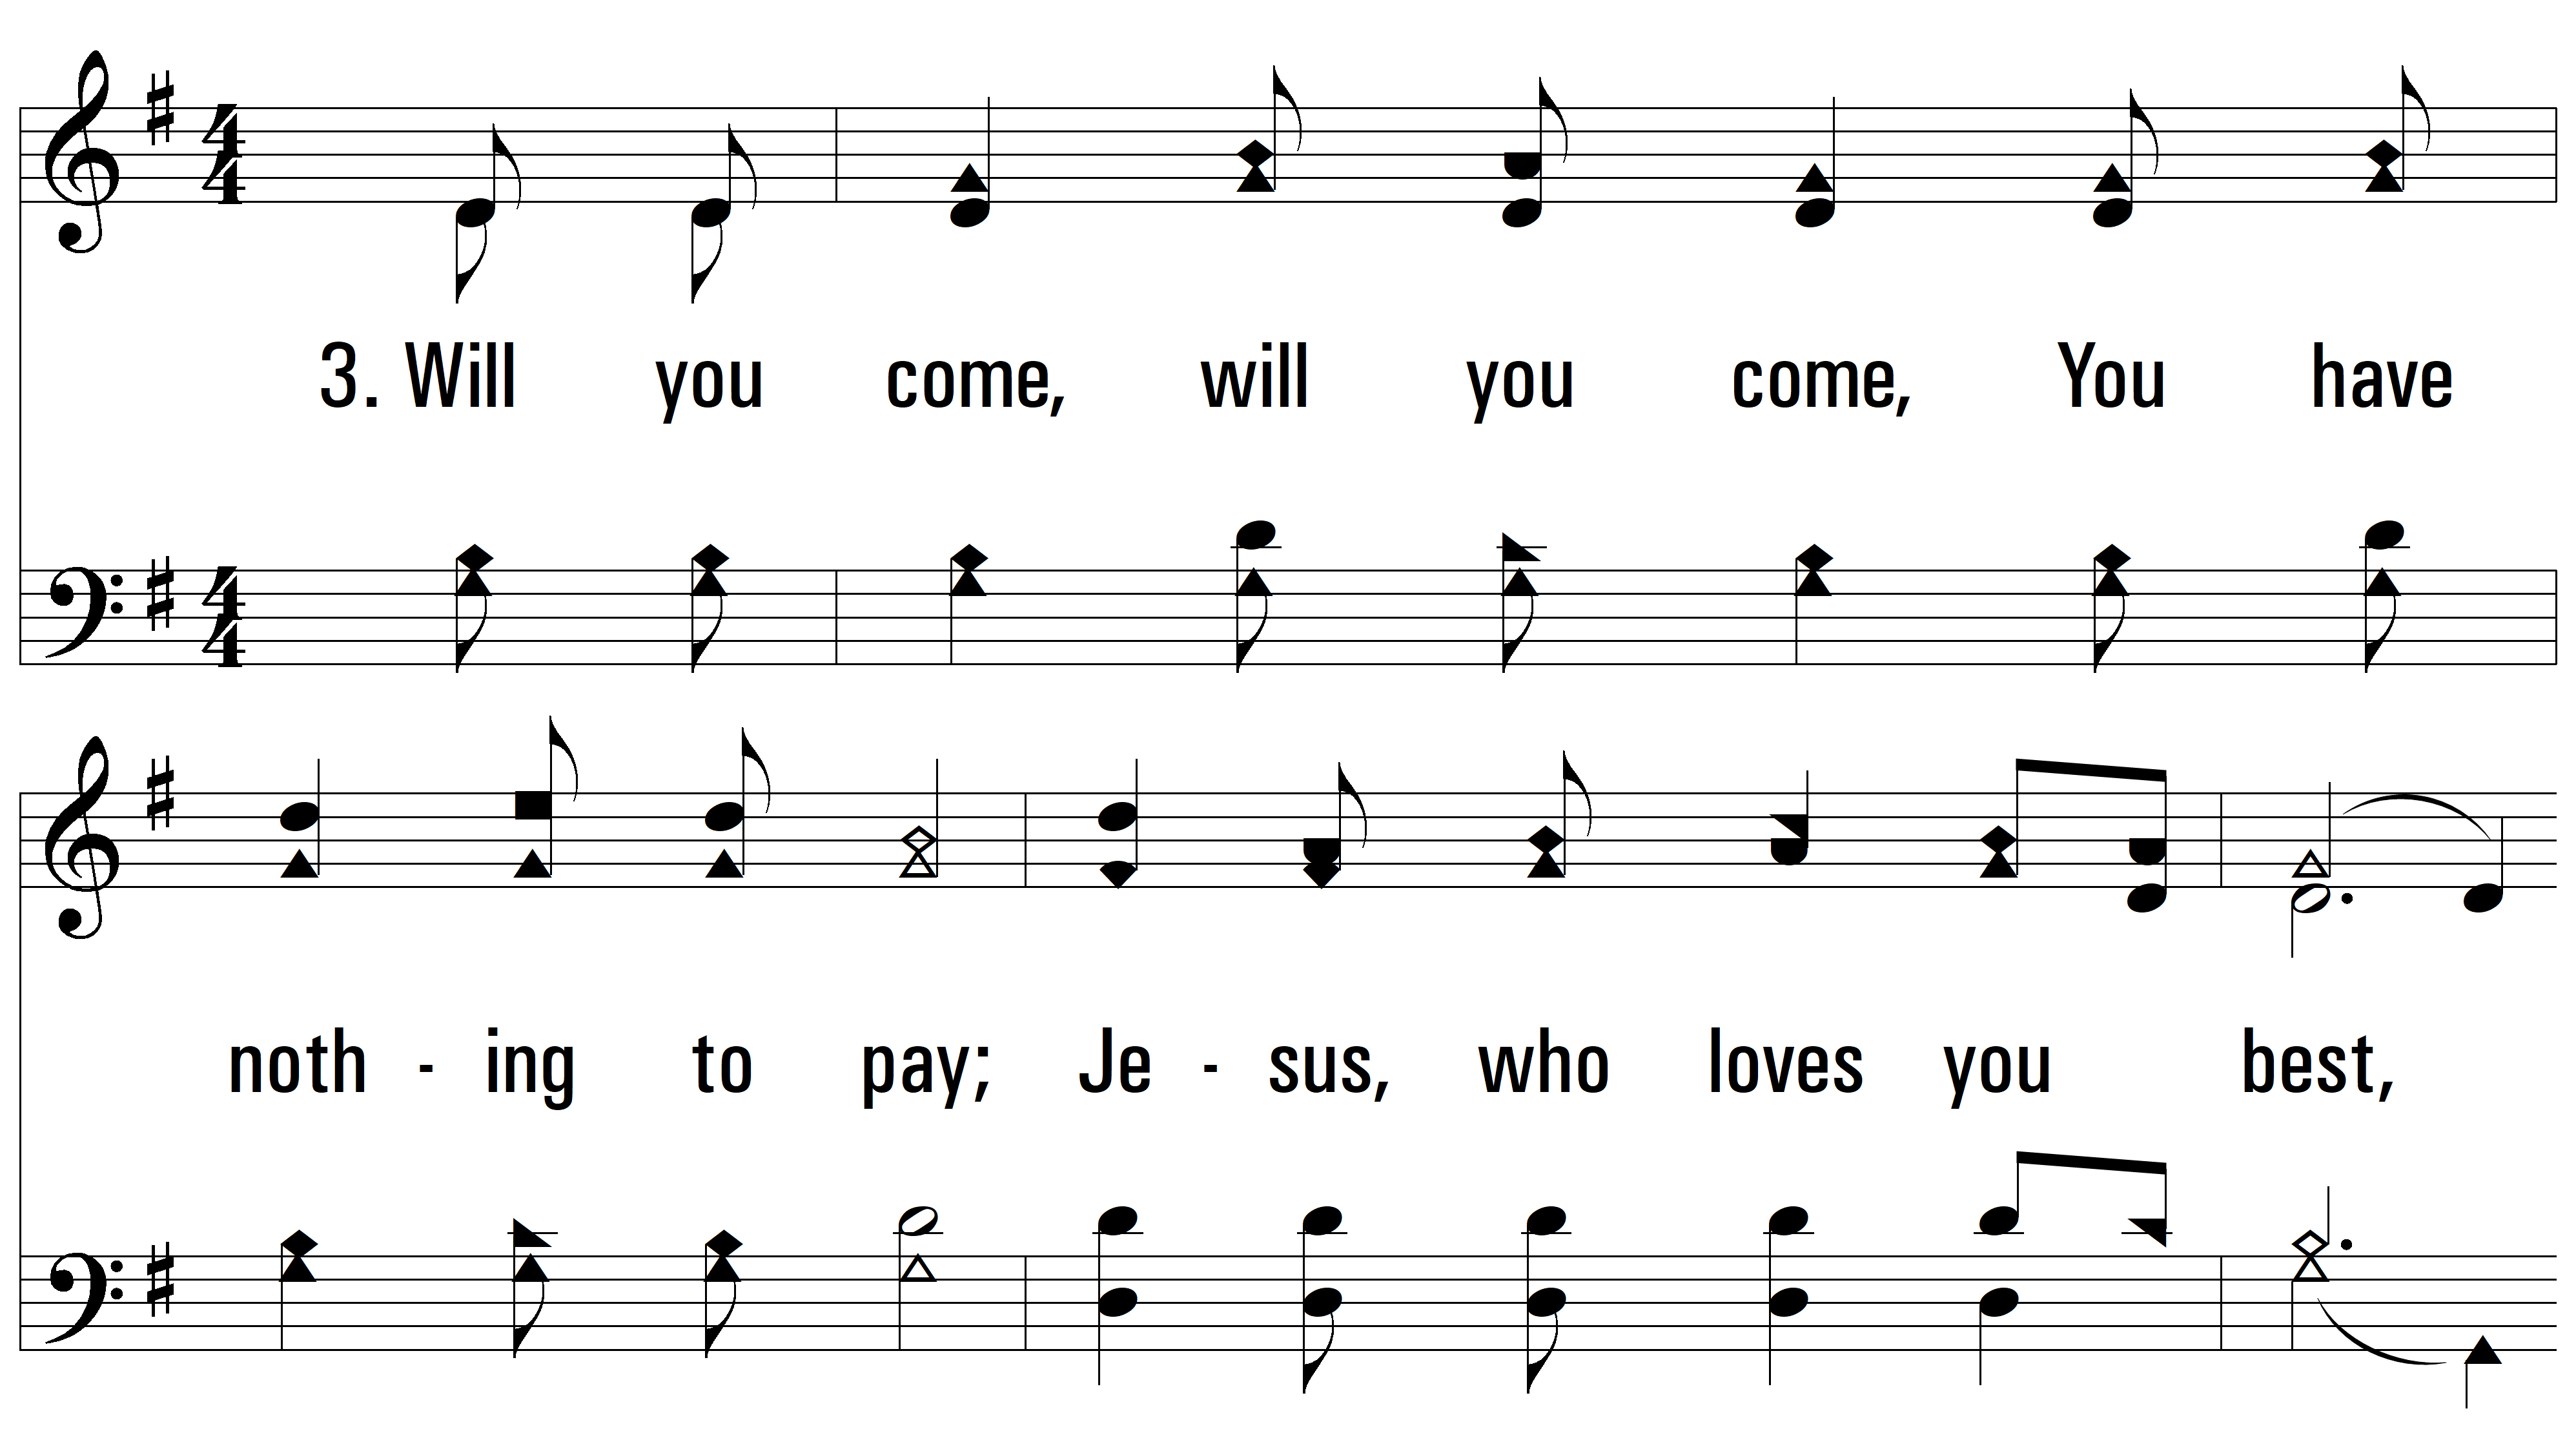 3. Will you come, will you come, You have
noth - ing to pay; Je - sus, who loves you best,